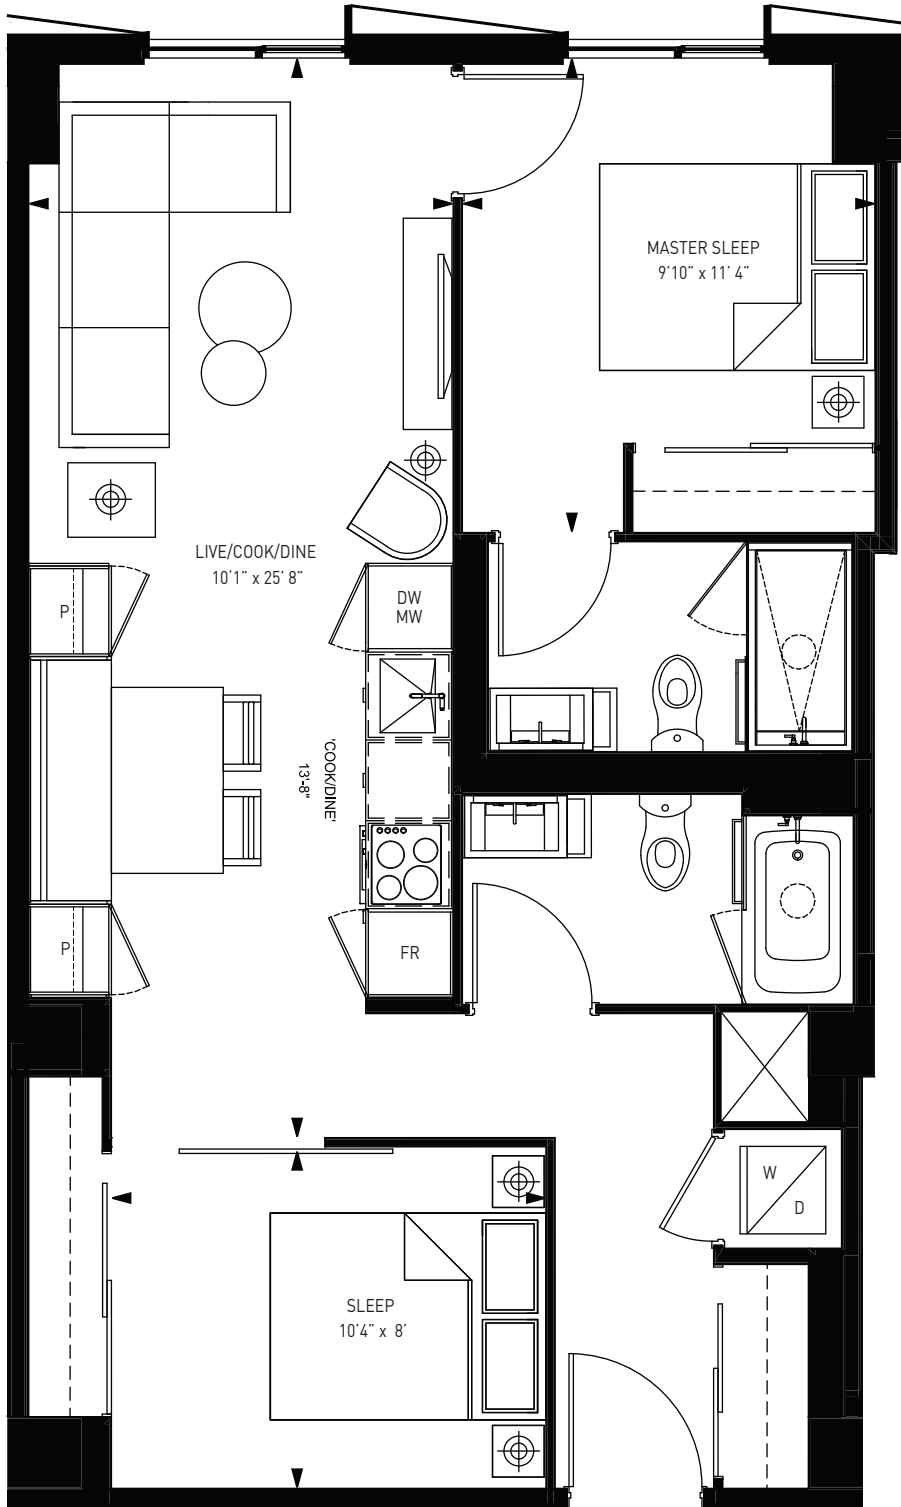 MASTER SLEEP
9'10" x 11' 4"
LIVE/COOK/DINE
10'1" x 25' 8"
P
DW
MW
'COOK/DINE'
13'-8"
P
FR
W
D
SLEEP
10'4" x 8'